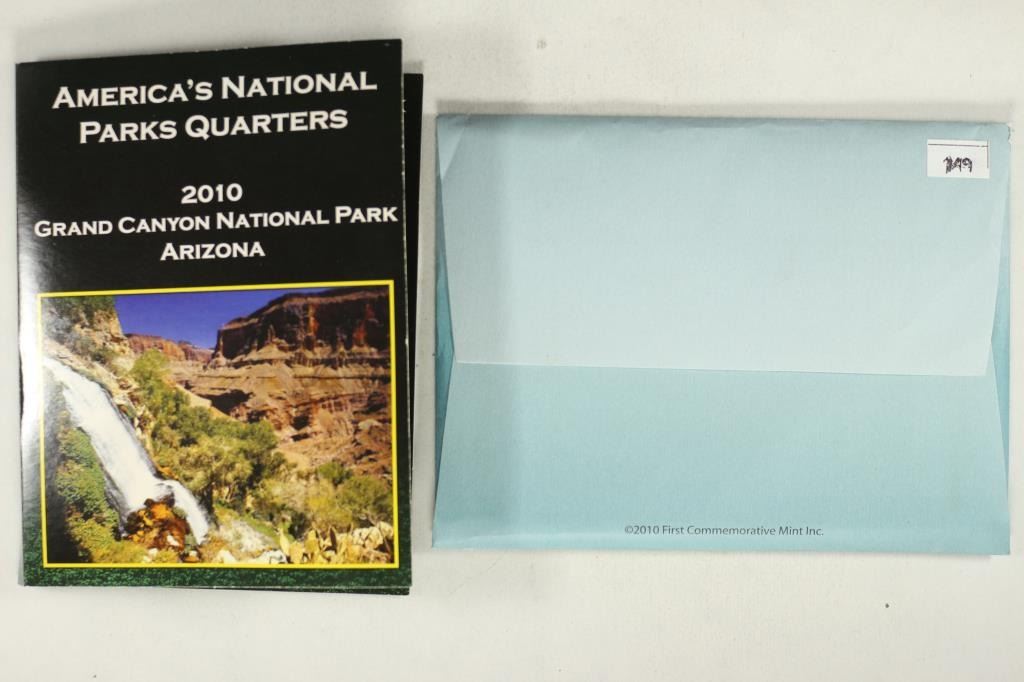 AMERICA'S NATIONAL
PARKS QUARTERS
2010
GRAND CANYON NATIONAL PARK
ARIZONA
©2010 First Commemorative Mint Inc.